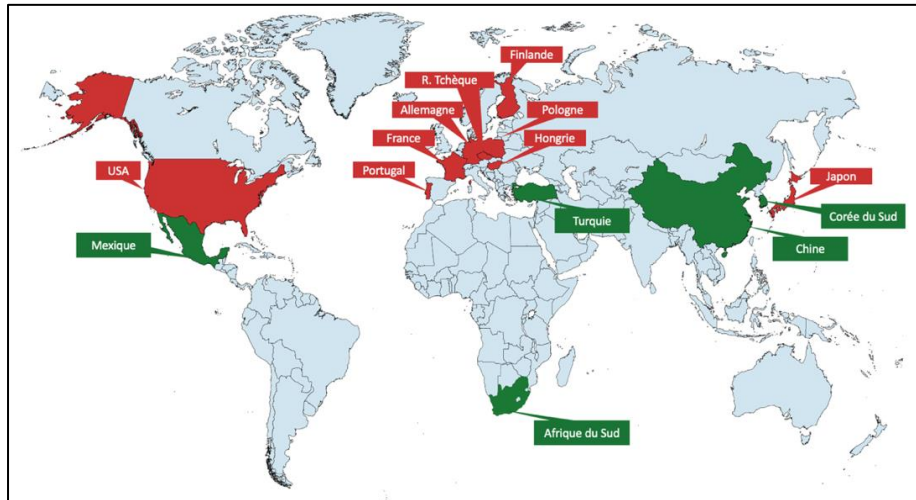 Finlande
R. Tchèque
Allemagne
Pologne
France
Hongrie
Portugal
USA
Japon
Turquie
Corée du Sud
Mexique
Chine
Afrique du Sud